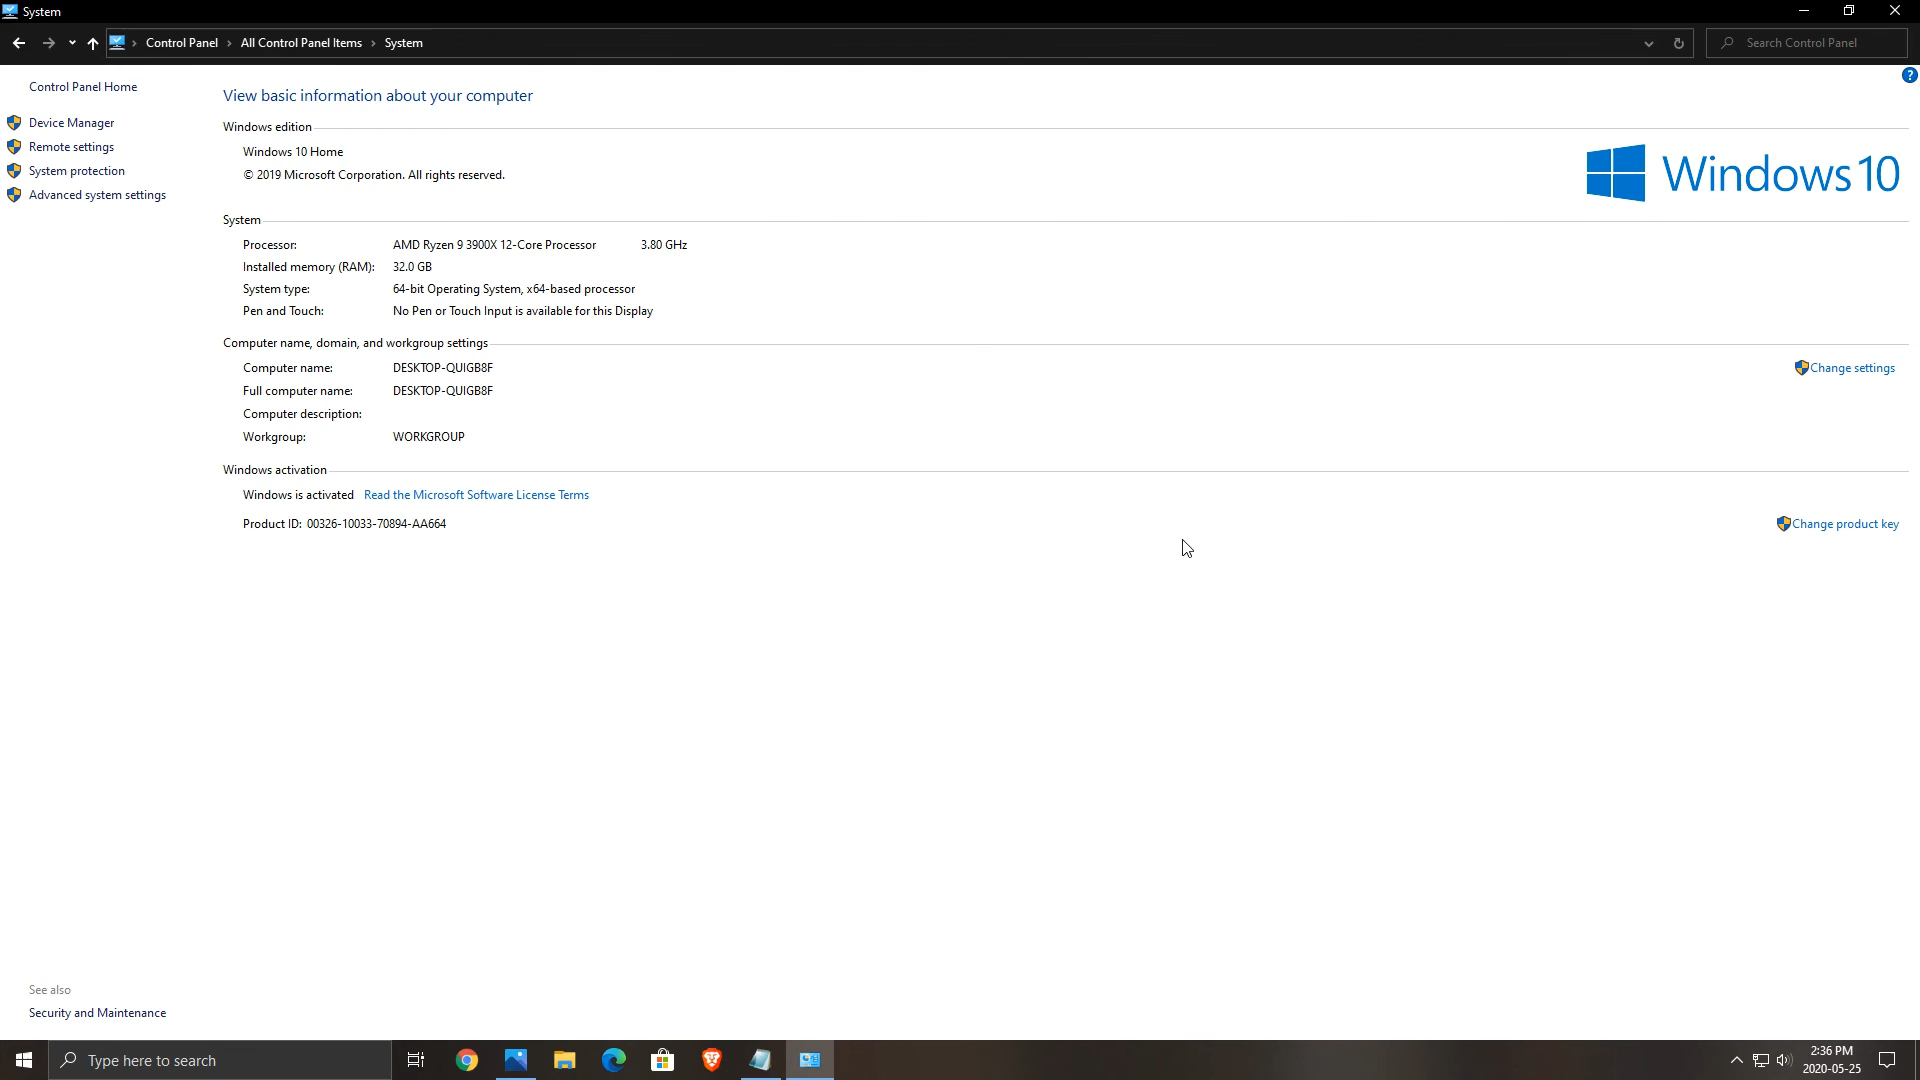 System
Control Panel > All Control Panel Items > System
Search Control Panel
?
Control Panel Home
Device Manager
Remote settings
System protection
Advanced system settings
View basic information about your computer
Windows edition
Windows 10 Home
© 2019 Microsoft Corporation. All rights reserved.
Windows 10
System
Processor: AMD Ryzen 9 3900X 12-Core Processor 3.80 GHz
Installed memory (RAM): 32.0 GB
System type: 64-bit Operating System, x64-based processor
Pen and Touch: No Pen or Touch Input is available for this Display
Computer name, domain, and workgroup settings
Computer name: DESKTOP-QUIGB8F
Change settings
Full computer name: DESKTOP-QUIGB8F
Computer description:
Workgroup: WORKGROUP
Windows activation
Windows is activated Read the Microsoft Software License Terms
Product ID: 00326-10033-70894-AA664
Change product key
See also
Security and Maintenance
Type here to search
2:36 PM
2020-05-25